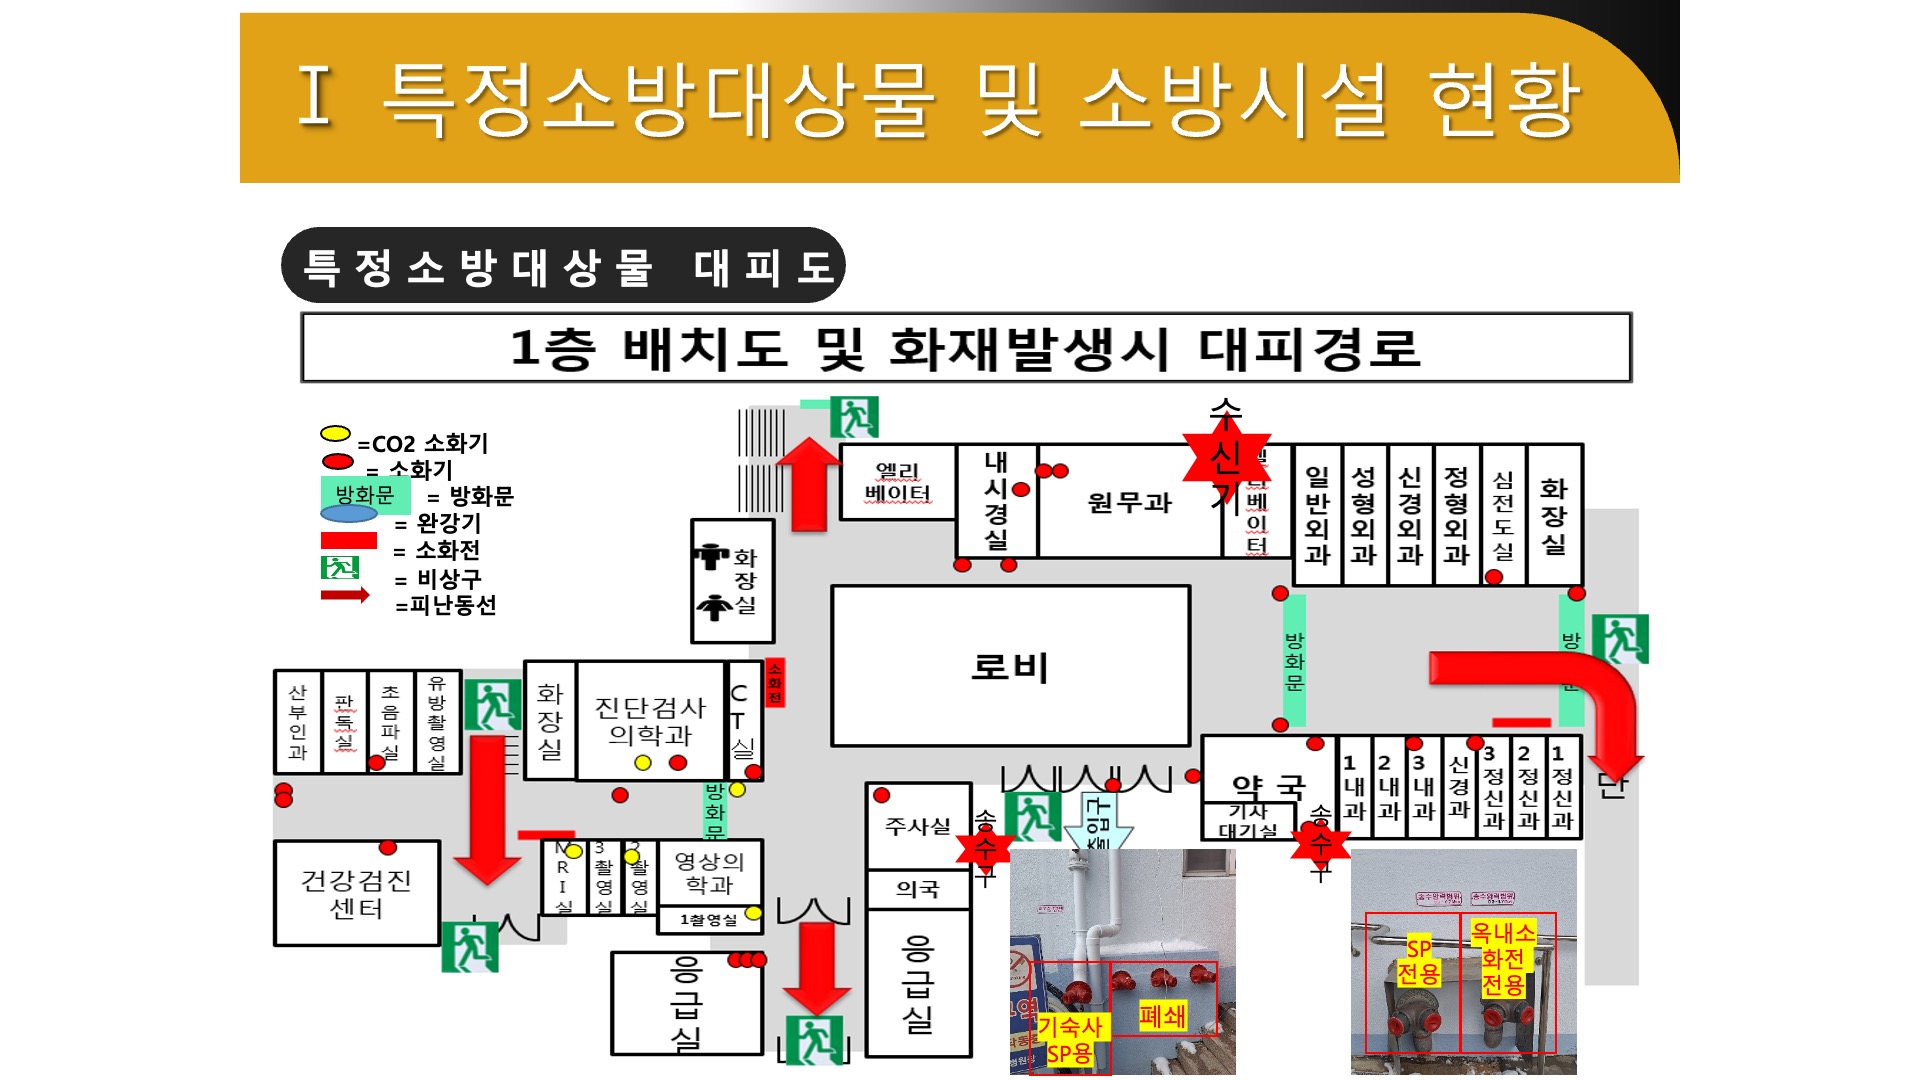 Ⅰ 특정소방대상물 및 소방시설 현황
특정소방대상물 대피도
1층 배치도 및 화재발생시 대피경로
=CO2 소화기
= 소화기
방화문 = 방화문
= 완강기
= 소화전
= 비상구
=피난동선
엘리
베이터
내시경실
원무과
수신기
엘리베이터
일반외과
성형외과
신경외과
정형외과
심전도실
화장실
화장실
로비
방화문
소화전
산부인과
판독실
초음파실
유방촬영실
화장실
진단검사
의학과
CT실
방화문
약국
기사
대기실
1내과
2내과
3내과
신경과
3정신과
2정신과
1정신과
단
주사실
의국
응급실
송수구
출입구
송수구
건강검진
센터
MRI실
3촬영실
2촬영실
영상의
학과
1촬영실
응급실
기숙사
SP용
폐쇄
SP
전용
옥내소
화전
전용